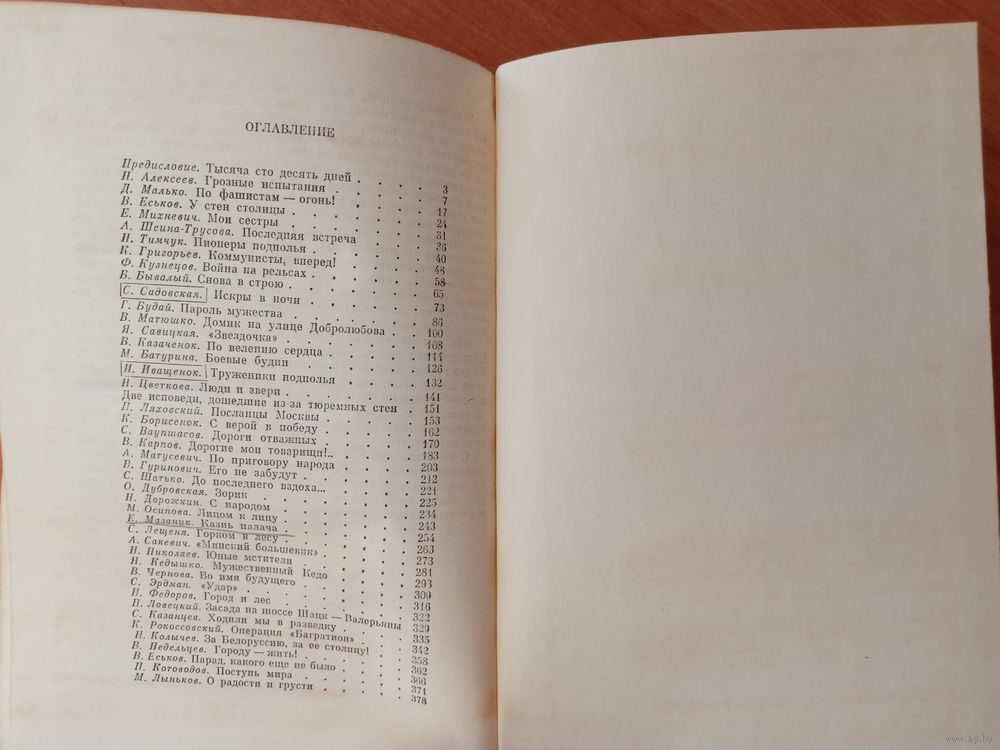 ОГЛАВЛЕНИЕ
Предисловие. Тысяча сто десять дней . . . . 3
И. Алексеев. Грозные испытания . . . . . 7
Д. Малько. По фашистам — огонь! . . . . 17
В. Еськов. У стен столицы . . . . . . 24
Е. Михневич. Мои сестры . . . . . . 31
А. Шеина-Трусова. Последняя встреча . . . 36
И. Тимчук. Пионеры подполья . . . . . 40
К. Григорьев. Коммунисты, вперед! . . . . 48
Ф. Кузнецов. Война на рельсах . . . . . 58
Б. Бывалый. Снова в строю . . . . . . 65
С. Садовская. Искры в ночи . . . . . . 73
Г. Будай. Пароль мужества . . . . . . 86
В. Матюшко. Домик на улице Добролюбова . . 100
Я. Савицкая. «Звездочка» . . . . . . 108
В. Казаченок. По велению сердца . . . . 114
М. Батурина. Боевые будни . . . . . . 126
И. Иващенок. Труженики подполья . . . . 132
Н. Цветкова. Люди и звери . . . . . . 141
Две исповеди, дошедшие из-за тюремных стен . 151
П. Ляховский. Посланцы Москвы . . . . . 153
К. Борисенок. С верой в победу . . . . . 162
С. Ваупшасов. Дороги отважных . . . . . 170
В. Карпов. Дорогие мои товарищи!.. . . . . 183
А. Матусевич. По приговору народа . . . . 203
В. Гуринович. Его не забудут . . . . . 212
С. Шатько. До последнего вздоха... . . . . 221
О. Дубровская. Зорик . . . . . . . 225
Н. Дорожкин. С народом . . . . . . 234
М. Осипова. Лицом к лицу . . . . . . 243
Е. Мазаник. Казнь палача . . . . . . 254
С. Лещеня. Горком в лесу . . . . . . 263
А. Сакевич. «Минский большевик» . . . . 273
Н. Николаев. Юные мстители . . . . . 281
Н. Кедышко. Мужественный Кедо . . . . 293
В. Чернова. Во имя будущего . . . . . 309
С. Эрдман. «Удар» . . . . . . . . 316
И. Федоров. Город и лес . . . . . . 322
П. Ловецкий. Засада на шоссе Шацк — Валерьяны 329
С. Казанцев. Ходили мы в разведку . . . . 335
К. Рокоссовский. Операция «Багратион» . . . 342
И. Колычев. За Белоруссию, за ее столицу! . . 358
В. Недельцев. Городу — жить! . . . . . 362
В. Еськов. Парад, какого еще не было . . . 366
П. Котоводов. Поступь мира . . . . . 371
М. Лыньков. О радости и грусти . . . . . 378
www.ay.by